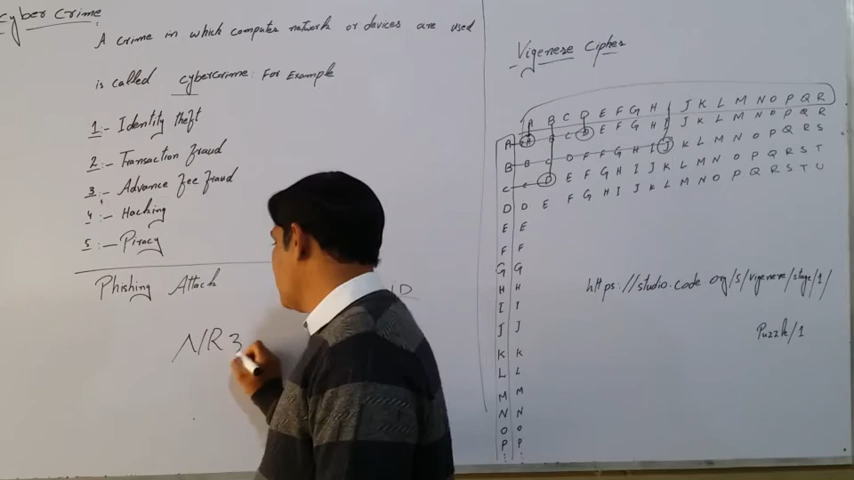 Cyber Crime
A crime in which computer network or devices are used
is called cybercrime. For Example
1:- Identity theft
2:- Transaction fraud
3:- Advance fee fraud
4:- Hacking
5:- Piracy
Phishing Attack
NR3
Vigenese Cipher
A B C D E F G H I J K L M N O P Q R
A A B C D E F G H I J K L M N O P Q R
B B C D E F G H I J K L M N O P Q R S
C C D E F G H I J K L M N O P Q R S T
D D E F G H I J K L M N O P Q R S T U
E E
F F
G G
H H
I I
J J
K K
L L
M M
N N
O O
P P
https://studio.code.org/s/vigenere/stage/1/
Puzzle/1